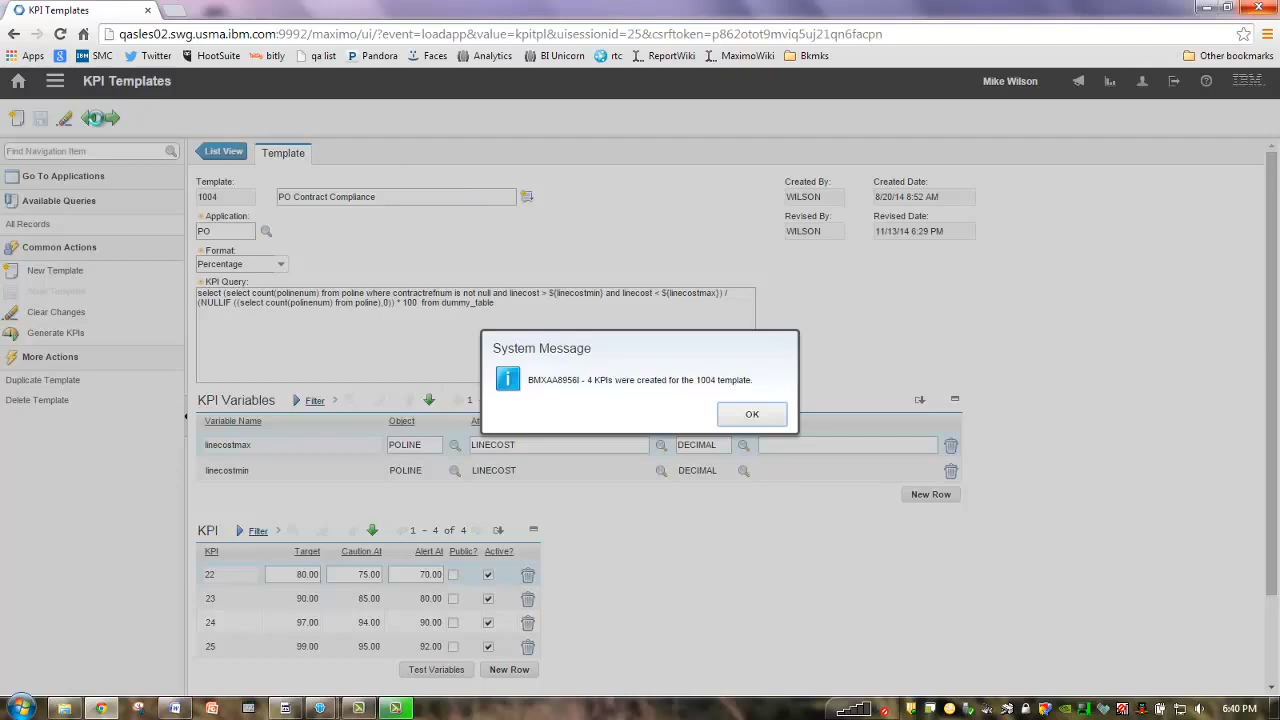 KPI Templates
qasles02.swg.usma.ibm.com:9992/maximo/ui/?event=loadapp&value=kpitpl&uisessionid=25&csrftoken=p862otot9mviq5uj21qn6facpn
Apps SMC Twitter HootSuite bitly qa list Pandora Faces Analytics BI Unicorn rtc ReportWiki MaximoWiki Bkmks Other bookmarks
KPI Templates Mike Wilson IBM
Find Navigation Item
Go To Applications
Available Queries
All Records
Common Actions
New Template
Clear Changes
Generate KPIs
More Actions
Duplicate Template
Delete Template
List View Template
Template: Created By: Created Date:
1004 PO Contract Compliance WILSON 8/20/14 8:52 AM
Application: Revised By: Revised Date:
PO WILSON 11/13/14 6:29 PM
Format:
Percentage
KPI Query:
select (select count(polinenum) from poline where contractrefnum is not null and linecost > ${linecostmin} and linecost < ${linecostmax}) /
(NULLIF ((select count(polinenum) from poline),0)) * 100 from dummy_table
System Message
BMXAA8956I - 4 KPIs were created for the 1004 template.
OK
KPI Variables Filter 1
Variable Name Object At
linecostmax POLINE LINECOST DECIMAL
linecostmin POLINE LINECOST DECIMAL
New Row
KPI Filter 1 - 4 of 4
KPI Target Caution At Alert At Public? Active?
22 80.00 75.00 70.00
23 90.00 85.00 80.00
24 97.00 94.00 90.00
25 99.00 95.00 92.00
Test Variables New Row
6:40 PM